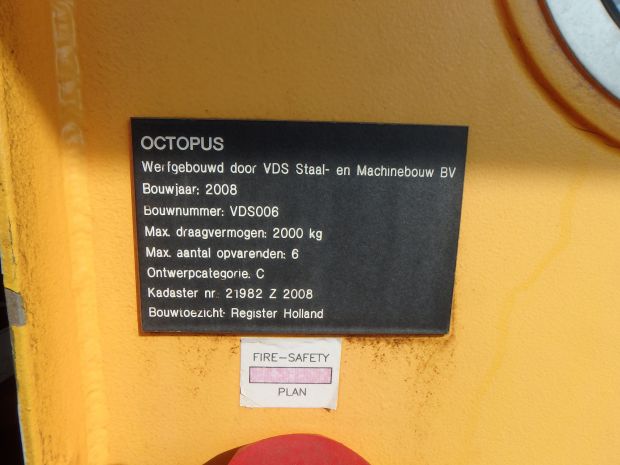 OCTOPUS
Werfgebouwd door VDS Staal- en Machinebouw BV
Bouwjaar: 2008
Bouwnummer: VDS006
Max. draagvermogen: 2000 kg
Max. aantal opvarenden: 6
Ontwerpcategorie: C
Kadaster nr.: 21982 Z 2008
Bouwtoezicht: Register Holland
FIRE-SAFETY
PLAN